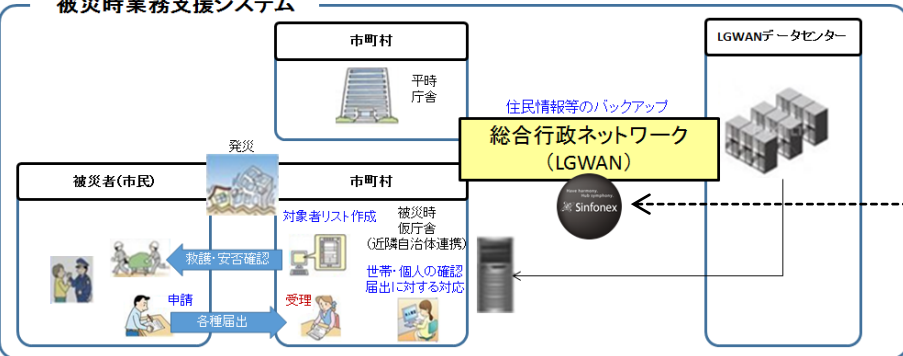 被災時業務支援システム
市町村
平時
庁舎
LGWANデータセンター
住民情報等のバックアップ
総合行政ネットワーク
（LGWAN）
発災
被災者(市民)
市町村
対象者リスト作成
被災時
仮庁舎
(近隣自治体連携)
救護・安否確認
世帯・個人の確認
届出に対する対応
申請
受理
各種届出
Have harmony,
Hub symphony.
Sinfonex